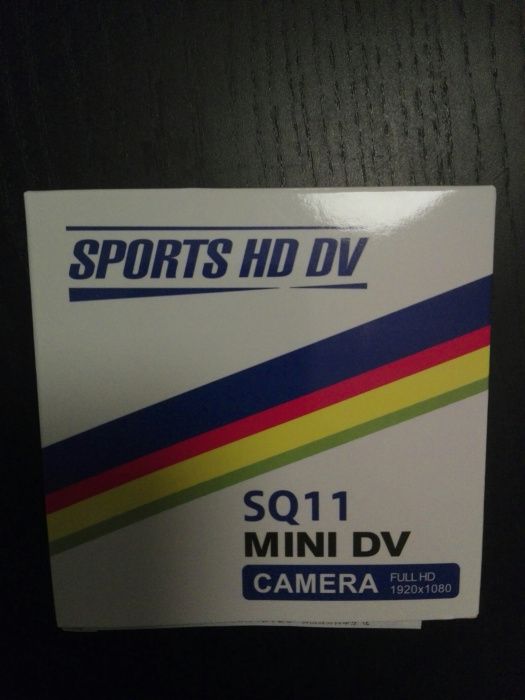 SPORTS HD DV
SQ11
MINI DV
CAMERA FULL HD
1920x1080